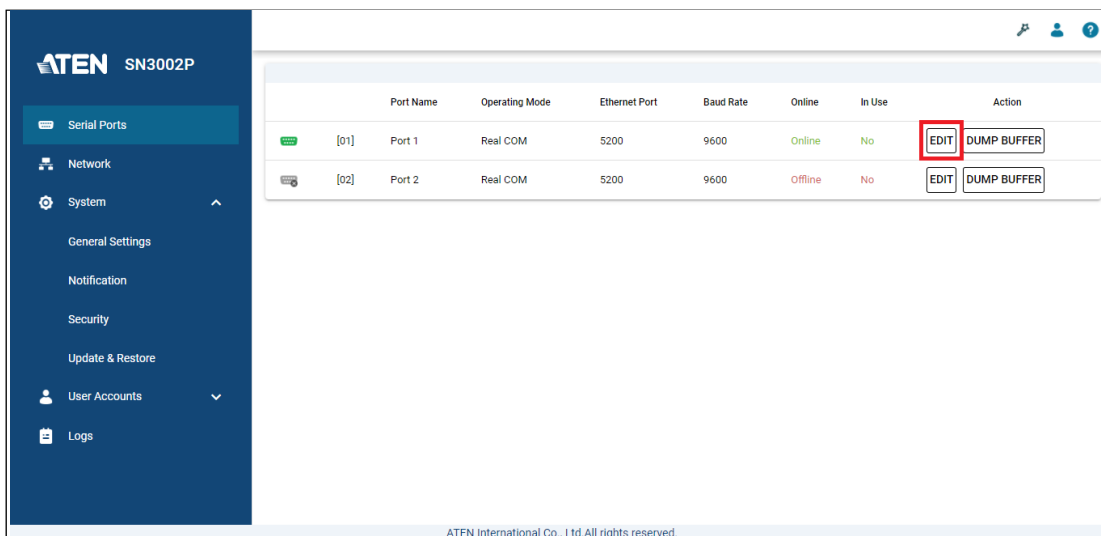 ATEN SN3002P
?
Serial Ports
Network
System
General Settings
Notification
Security
Update & Restore
User Accounts
Logs
Port Name Operating Mode Ethernet Port Baud Rate Online In Use Action
[01] Port 1 Real COM 5200 9600 Online No EDIT DUMP BUFFER
[02] Port 2 Real COM 5200 9600 Offline No EDIT DUMP BUFFER
ATEN International Co., Ltd.All rights reserved.